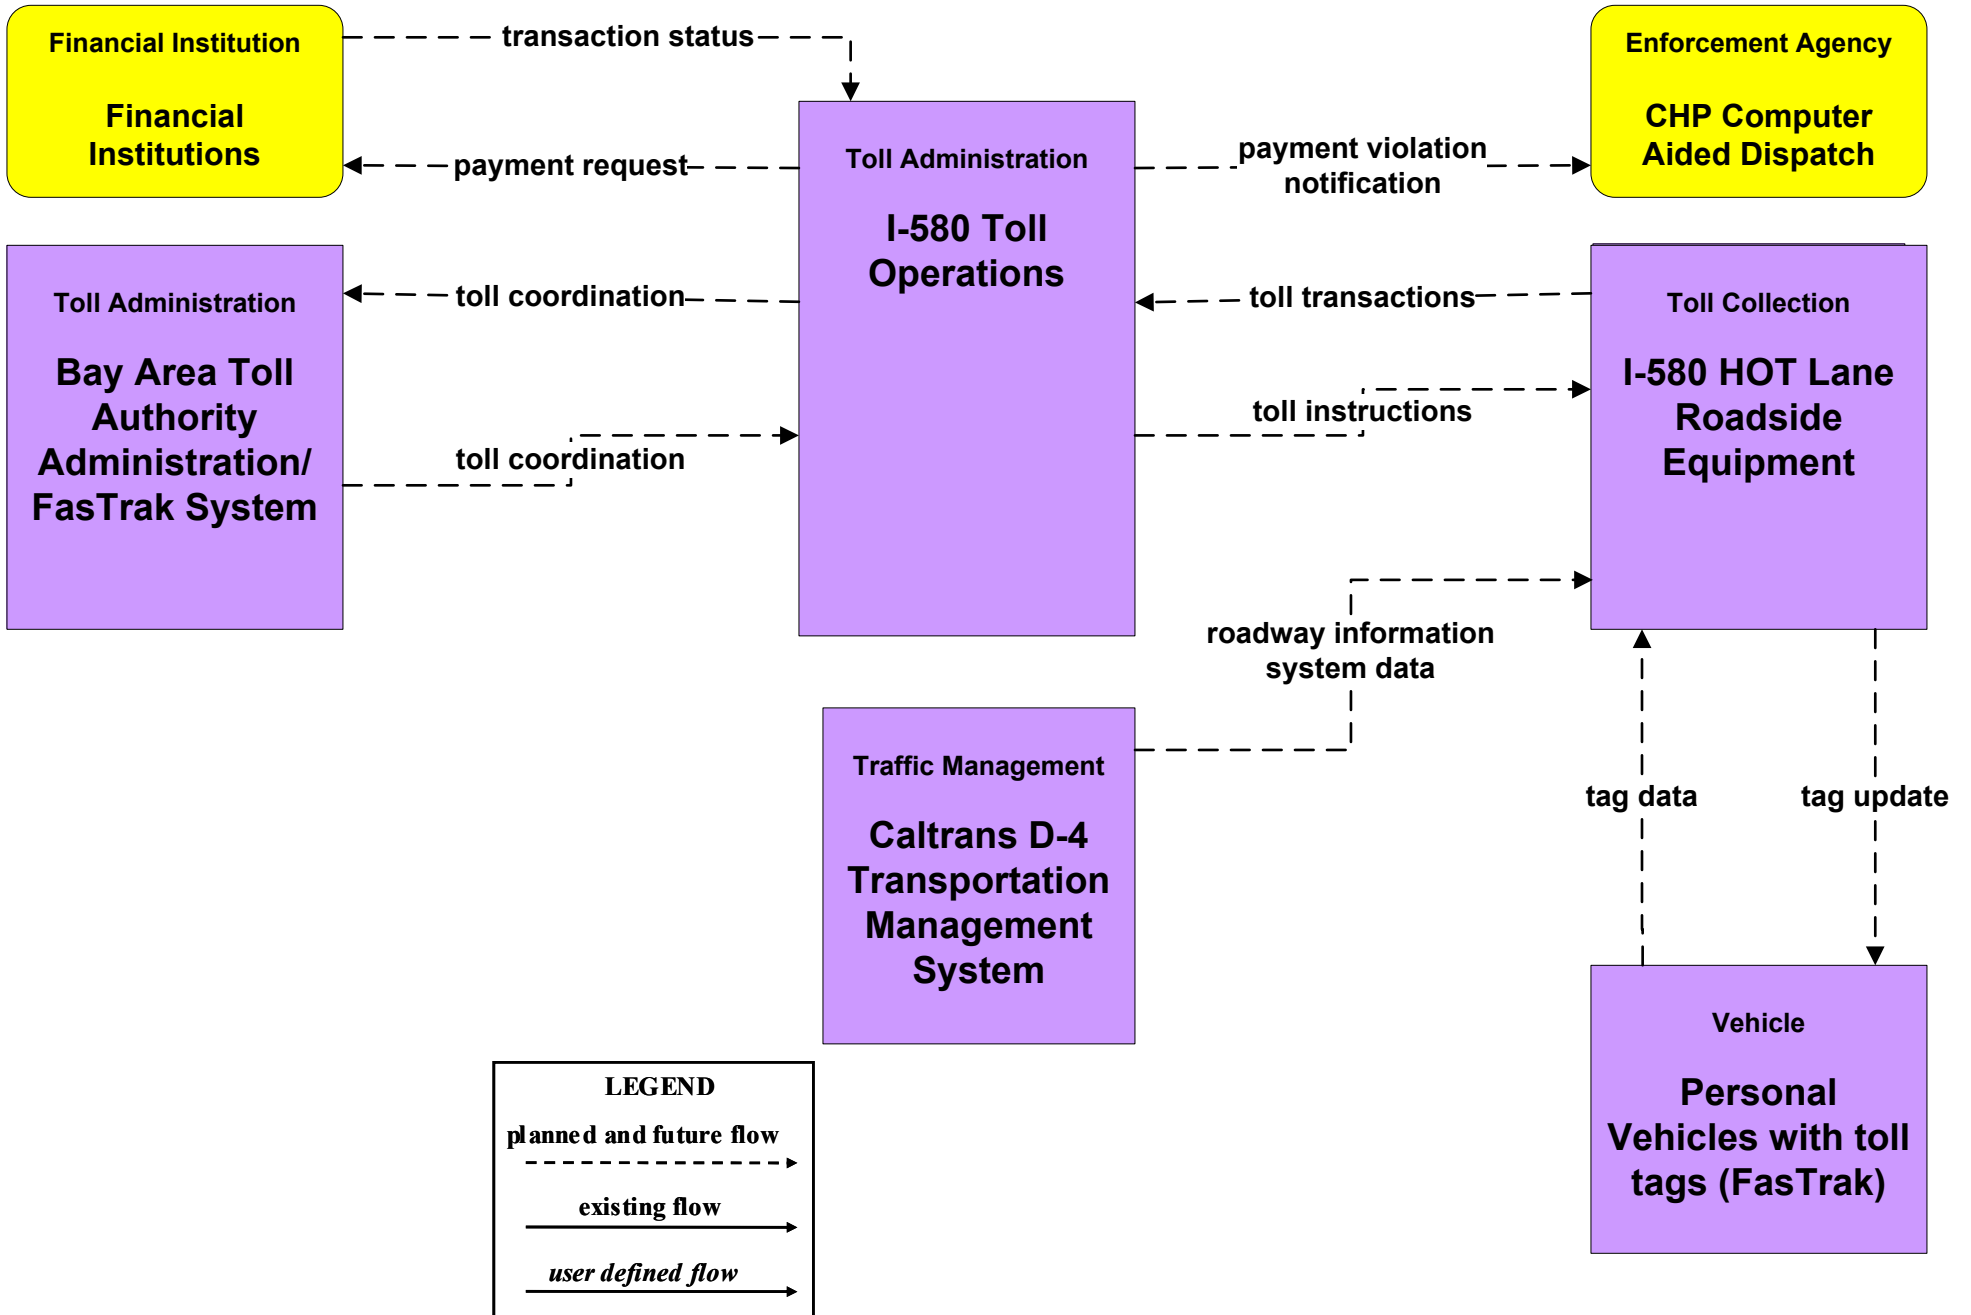 Financial Institution
Financial
Institutions
transaction status
payment request
Toll Administration
I-580 Toll
Operations
payment violation
notification
Enforcement Agency
CHP Computer
Aided Dispatch
Toll Administration
Bay Area Toll
Authority
Administration/
FasTrak System
toll coordination
toll coordination
toll transactions
toll instructions
Toll Collection
I-580 HOT Lane
Roadside
Equipment
roadway information
system data
Traffic Management
Caltrans D-4
Transportation
Management
System
tag data
tag update
Vehicle
Personal
Vehicles with toll
tags (FasTrak)
LEGEND
planned and future flow
existing flow
user defined flow